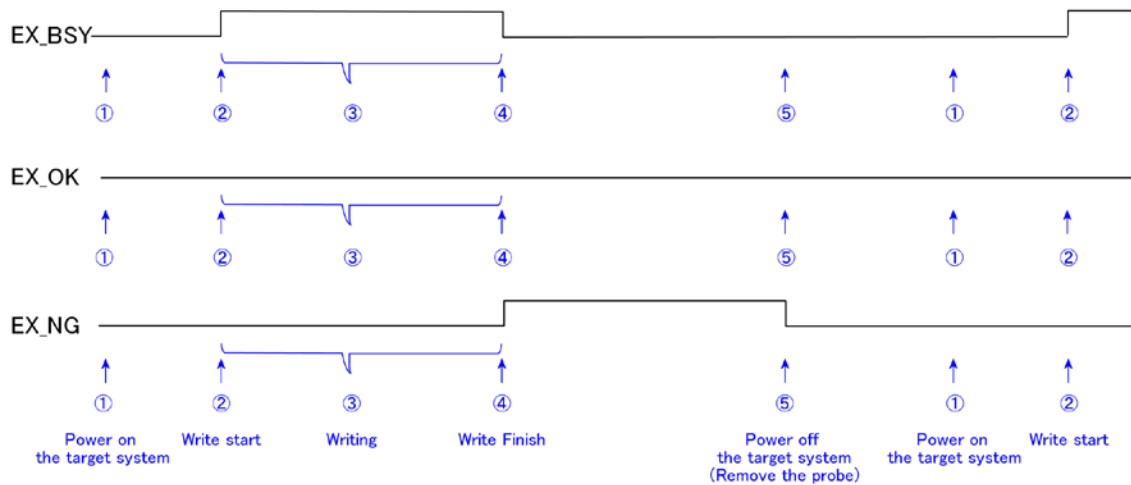 EX_BSY
① ② ③ ④ ⑤ ① ②
EX_OK
① ② ③ ④ ⑤ ① ②
EX_NG
① ② ③ ④ ⑤ ① ②
Power on
the target system
Write start
Writing
Write Finish
Power off
the target system
(Remove the probe)
Power on
the target system
Write start